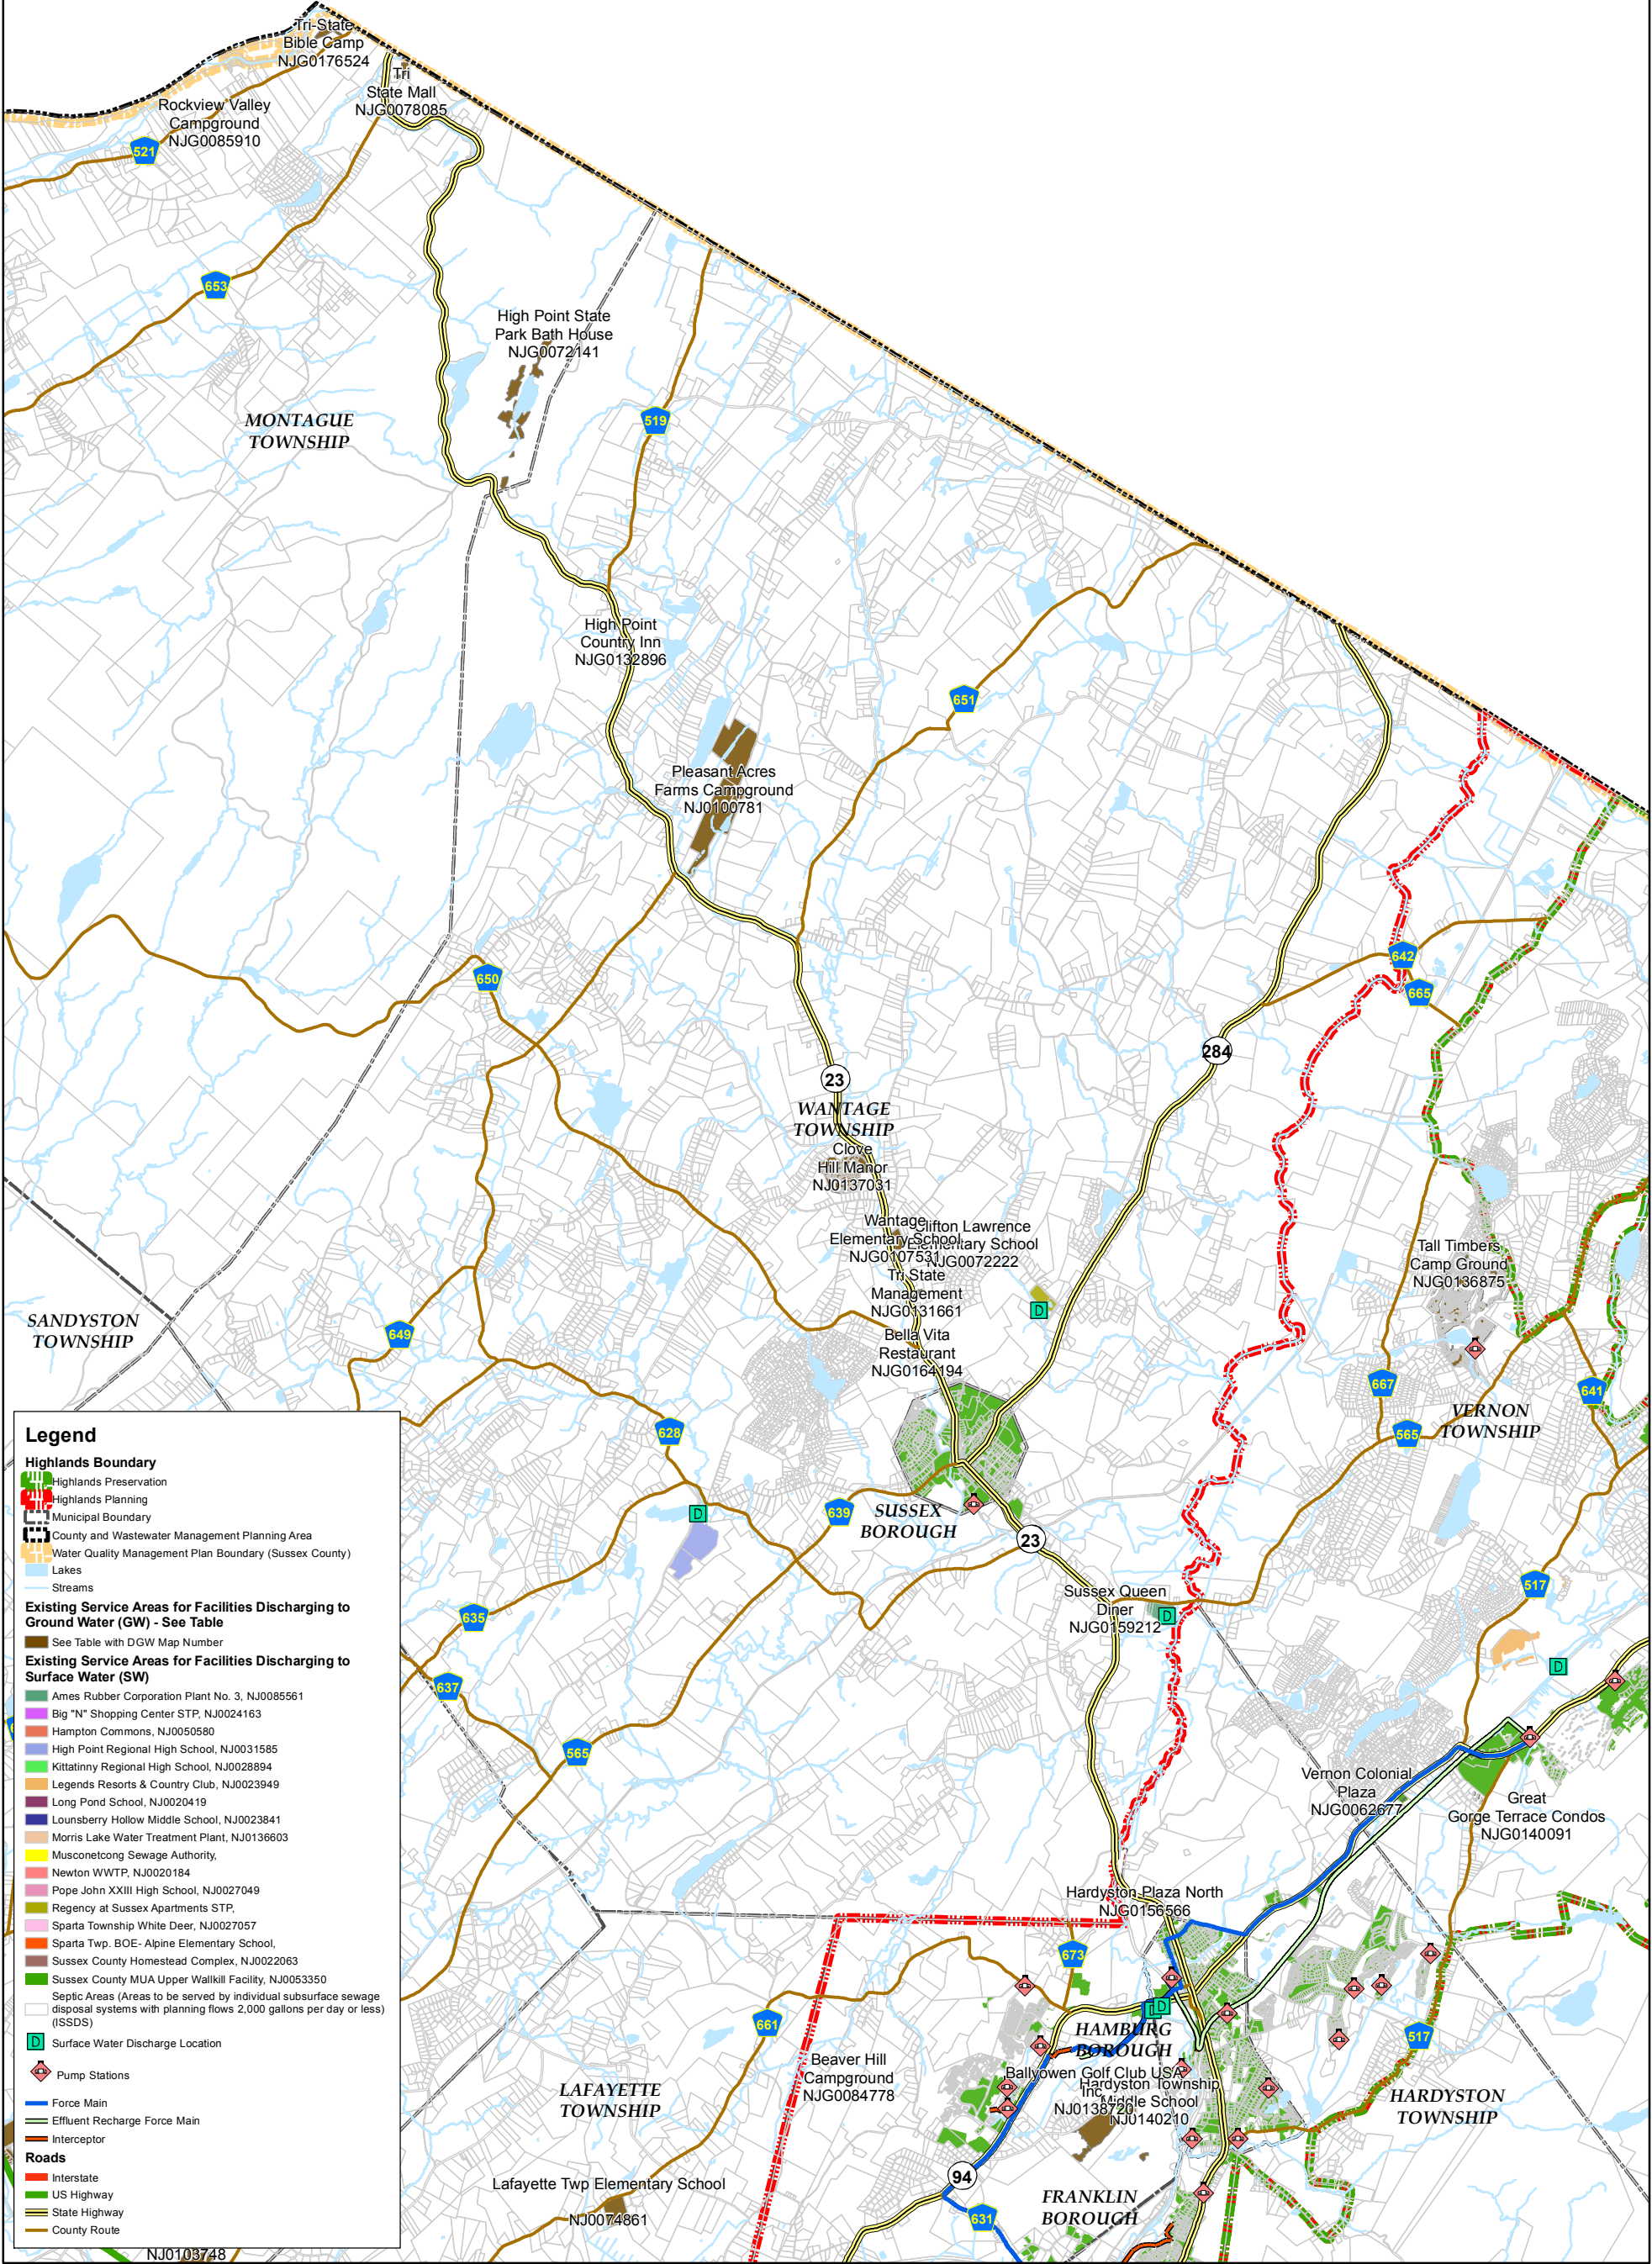 Tri-State
Bible Camp
NJG0176524
Tri
State Mall
NJG0078085
Rockview Valley
Campground
NJG0085910
521
653
High Point State
Park Bath House
NJG0072141
MONTAGUE
TOWNSHIP
519
High Point
Country Inn
NJG0132896
651
Pleasant Acres
Farms Campground
NJ0100781
650
642
665
284
23
WANTAGE
TOWNSHIP
Clove
Hill Manor
NJ0137031
Wantage
Elementary School
NJG0107531
Clifton Lawrence
Elementary School
NJG0072222
Tri State
Management
NJG0131661
Bella Vita
Restaurant
NJG0164194
D
Tall Timbers
Camp Ground
NJG0136875
SANDYSTON
TOWNSHIP
649
667
641
VERNON
TOWNSHIP
565
628
D
639
SUSSEX
BOROUGH
23
Sussex Queen
Diner
NJG0159212
D
517
D
635
637
565
Vernon Colonial
Plaza
NJG0062677
Great
Gorge Terrace Condos
NJG0140091
Hardyston Plaza North
NJG0156566
673
661
D
HAMBURG
BOROUGH
517
Beaver Hill
Campground
NJG0084778
Ballyowen Golf Club USA
Inc
NJ0138720
Hardyston Township
Middle School
NJ0140210
LAFAYETTE
TOWNSHIP
HARDYSTON
TOWNSHIP
94
631
FRANKLIN
BOROUGH
Lafayette Twp Elementary School
NJ0074861
NJ0103748
Legend
Highlands Boundary
Highlands Preservation
Highlands Planning
Municipal Boundary
County and Wastewater Management Planning Area
Water Quality Management Plan Boundary (Sussex County)
Lakes
Streams
Existing Service Areas for Facilities Discharging to
Ground Water (GW) - See Table
See Table with DGW Map Number
Existing Service Areas for Facilities Discharging to
Surface Water (SW)
Ames Rubber Corporation Plant No. 3, NJ0085561
Big "N" Shopping Center STP, NJ0024163
Hampton Commons, NJ0050580
High Point Regional High School, NJ0031585
Kittatinny Regional High School, NJ0028894
Legends Resorts & Country Club, NJ0023949
Long Pond School, NJ0020419
Lounsberry Hollow Middle School, NJ0023841
Morris Lake Water Treatment Plant, NJ0136603
Musconetcong Sewage Authority,
Newton WWTP, NJ0020184
Pope John XXIII High School, NJ0027049
Regency at Sussex Apartments STP,
Sparta Township White Deer, NJ0027057
Sparta Twp. BOE- Alpine Elementary School,
Sussex County Homestead Complex, NJ0022063
Sussex County MUA Upper Wallkill Facility, NJ0053350
Septic Areas (Areas to be served by individual subsurface sewage
disposal systems with planning flows 2,000 gallons per day or less)
(ISSDS)
D Surface Water Discharge Location
Pump Stations
Force Main
Effluent Recharge Force Main
Interceptor
Roads
Interstate
US Highway
State Highway
County Route